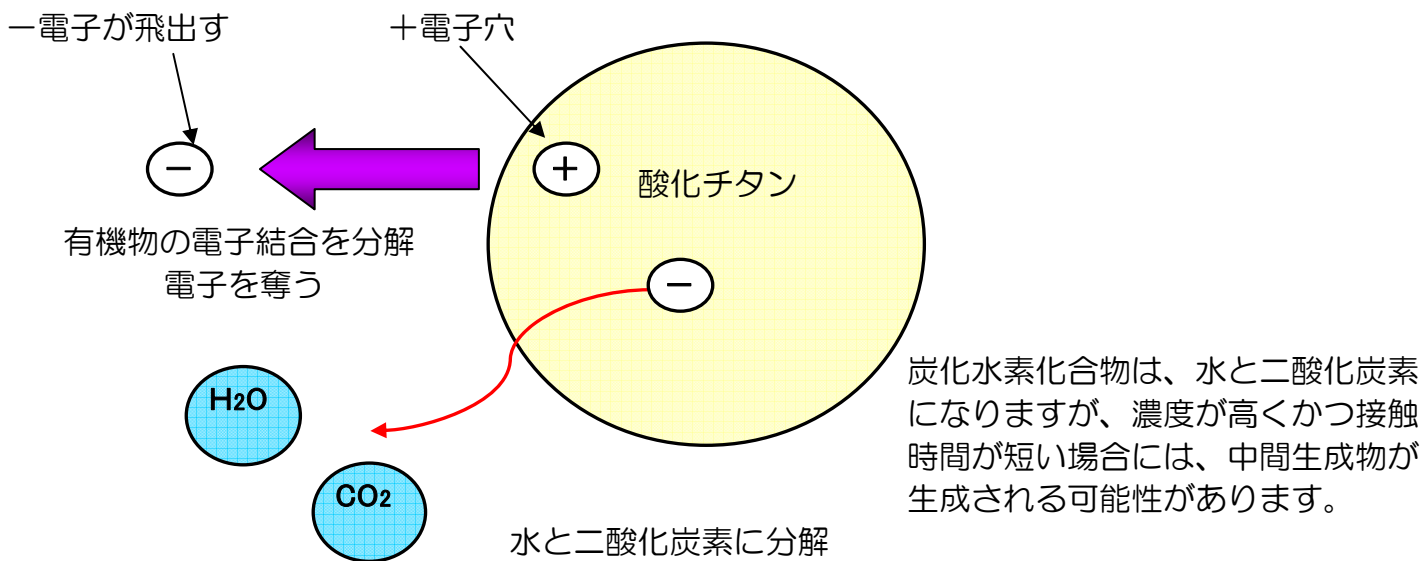 －電子が飛出す
＋電子穴
－
＋
酸化チタン
有機物の電子結合を分解
電子を奪う
－
H2O
CO2
炭化水素化合物は、水と二酸化炭素
になりますが、濃度が高くかつ接触
時間が短い場合には、中間生成物が
生成される可能性があります。
水と二酸化炭素に分解